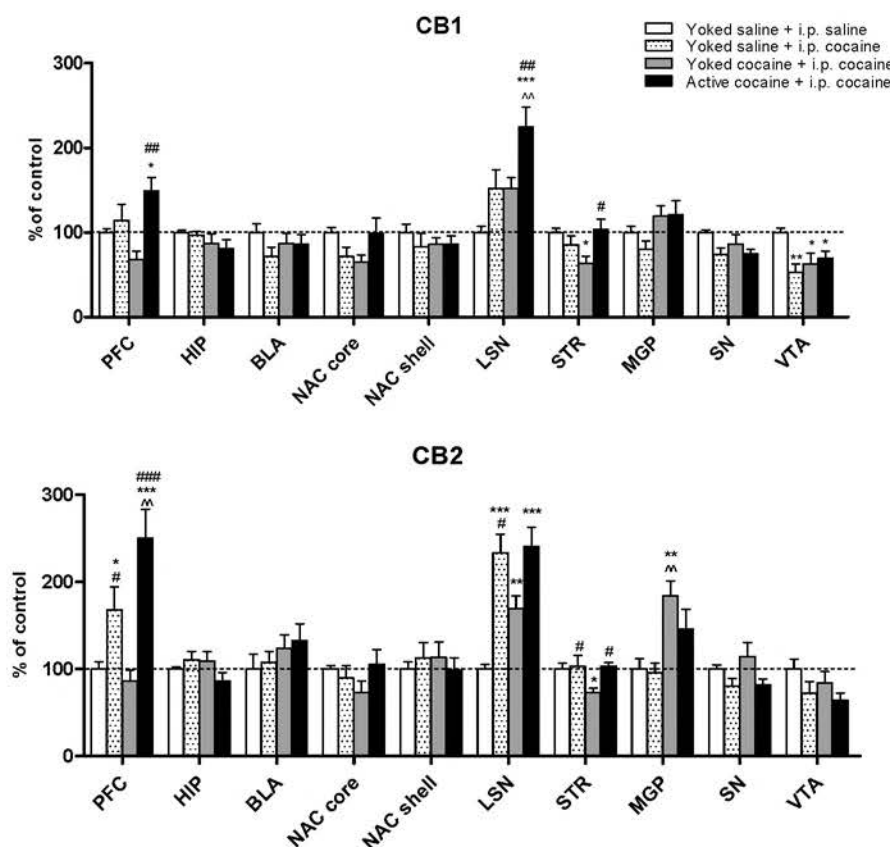 CB1
Yoked saline + i.p. saline
Yoked saline + i.p. cocaine
Yoked cocaine + i.p. cocaine
Active cocaine + i.p. cocaine
% of control
300
200
100
0
##
*
##
***
^^
*
#
**
*
*
PFC
HIP
BLA
NAC core
NAC shell
LSN
STR
MGP
SN
VTA
CB2
% of control
300
200
100
0
###
***
^^
*
#
***
#
**
***
#
*
#
**
^^
PFC
HIP
BLA
NAC core
NAC shell
LSN
STR
MGP
SN
VTA